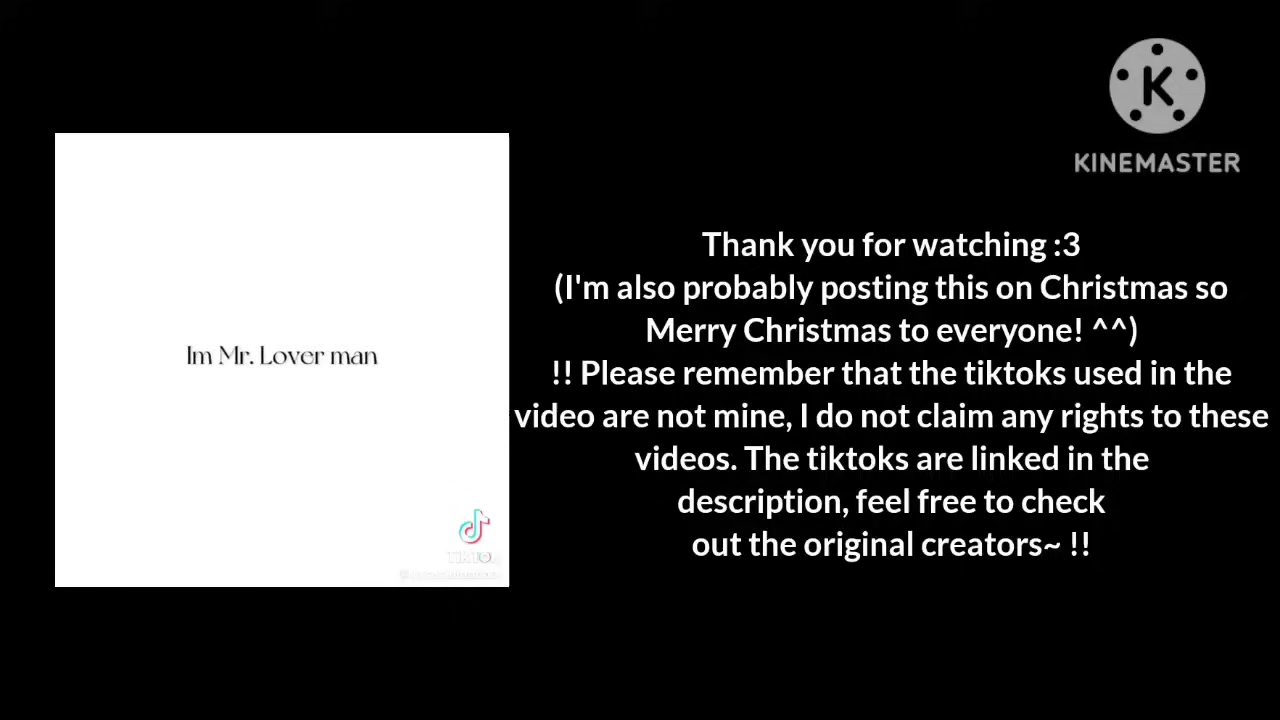 KINEMASTER
Im Mr. Lover man
Thank you for watching :3
(I'm also probably posting this on Christmas so
Merry Christmas to everyone! ^^)
!! Please remember that the tiktoks used in the
video are not mine, I do not claim any rights to these
videos. The tiktoks are linked in the
description, feel free to check
out the original creators~ !!
TikTok